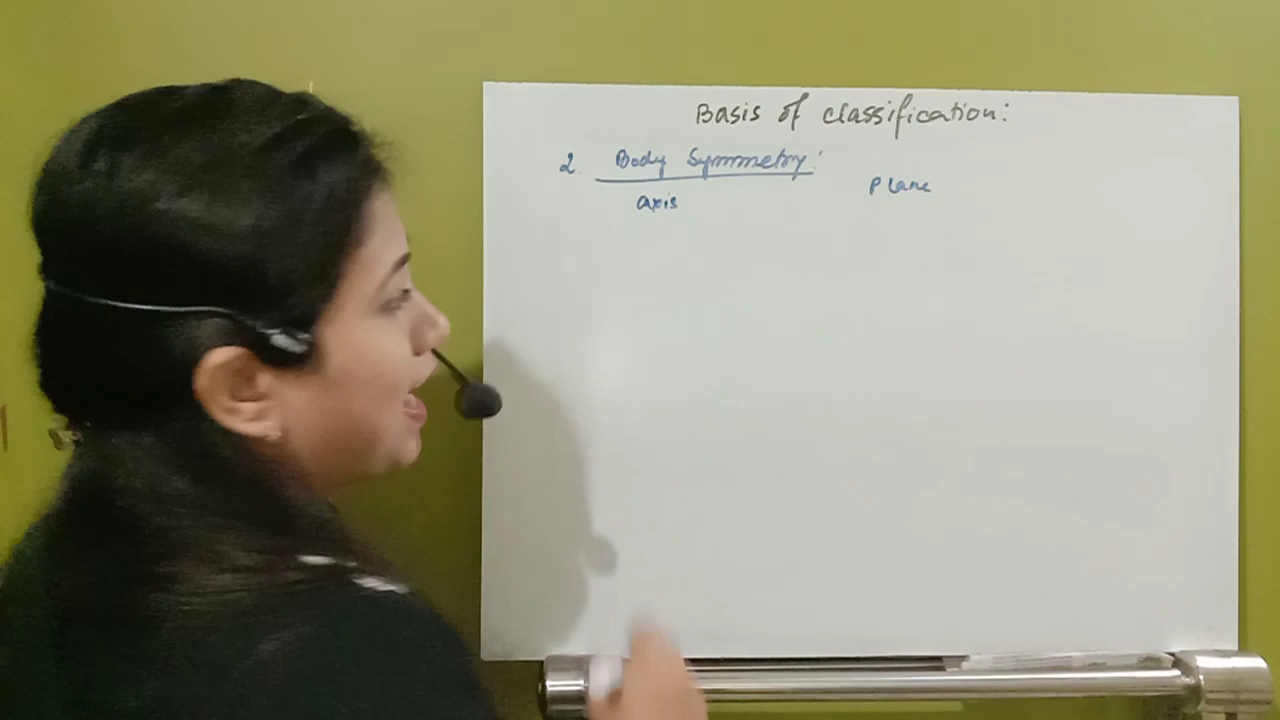 Basis of classification:
2. Body Symmetry:
axis
Plane